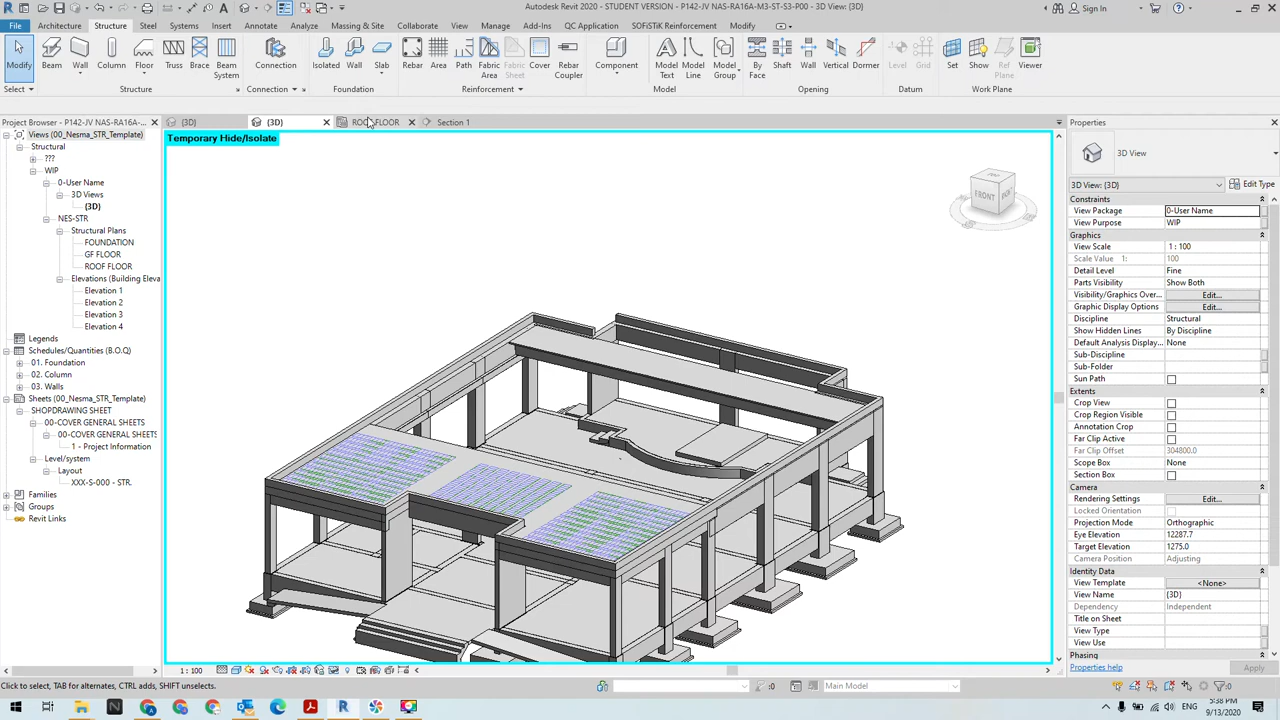 Autodesk Revit 2020 - STUDENT VERSION - P142-JV NAS-RA16A-M3-ST-S3-P00 - 3D View: {3D}
Sign In
File Architecture Structure Steel Systems Insert Annotate Analyze Massing & Site Collaborate View Manage Add-Ins QC Application SOFiSTiK Reinforcement Modify
Modify Beam Wall Column Floor Truss Brace Beam System Connection Isolated Wall Slab Rebar Area Path Fabric Area Fabric Sheet Cover Rebar Coupler Component Model Text Model Line Model Group By Face Shaft Wall Vertical Dormer Level Grid Set Show Ref Plane Viewer
Select Structure Connection Foundation Reinforcement Model Opening Datum Work Plane
Project Browser - P142-JV NAS-RA16A-...
{3D}
{3D}
Section 1
Properties
Views (00_Nesma_STR_Template)
Structural
???
WIP
0-User Name
3D Views
{3D}
NES-STR
Structural Plans
FOUNDATION
GF FLOOR
ROOF FLOOR
Elevations (Building Eleva
Elevation 1
Elevation 2
Elevation 3
Elevation 4
Legends
Schedules/Quantities (B.O.Q)
01. Foundation
02. Column
03. Walls
Sheets (00_Nesma_STR_Template)
SHOPDRAWING SHEET
00-COVER GENERAL SHEETS
00-COVER GENERAL SHEETS
1 - Project Information
Level/system
Layout
XXX-S-000 - STR.
Families
Groups
Revit Links
Temporary Hide/Isolate
FRONT
3D View
3D View: {3D}
Edit Type
Constraints
View Package 0-User Name
View Purpose WIP
Graphics
View Scale 1 : 100
Scale Value 1: 100
Detail Level Fine
Parts Visibility Show Both
Visibility/Graphics Over... Edit...
Graphic Display Options Edit...
Discipline Structural
Show Hidden Lines By Discipline
Default Analysis Display... None
Sub-Discipline
Sub-Folder
Sun Path
Extents
Crop View
Crop Region Visible
Annotation Crop
Far Clip Active
Far Clip Offset 304800.0
Scope Box None
Section Box
Camera
Rendering Settings Edit...
Locked Orientation
Projection Mode Orthographic
Eye Elevation 12287.7
Target Elevation 1275.0
Camera Position Adjusting
Identity Data
View Template <None>
View Name {3D}
Dependency Independent
Title on Sheet
View Type
View Use
Phasing
Properties help
Apply
1 : 100
Click to select, TAB for alternates, CTRL adds, SHIFT unselects.
:0
Main Model
:0
ENG
5:38 PM
9/13/2020